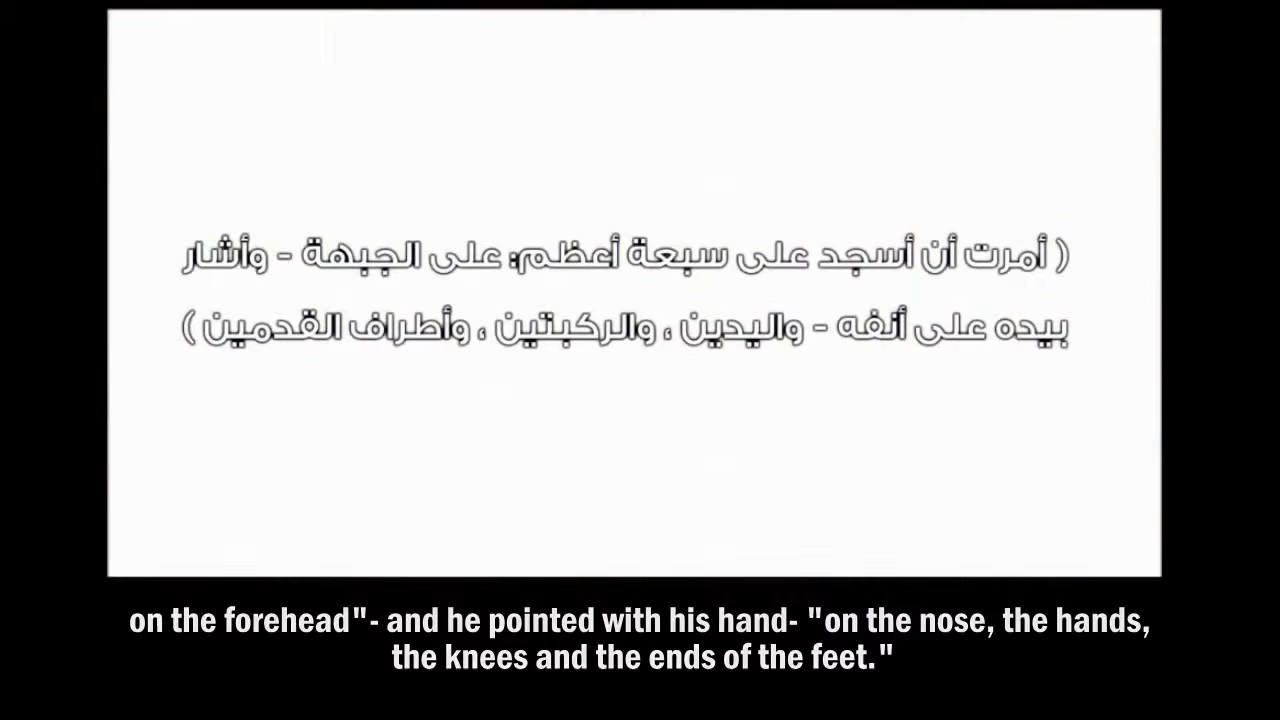 ( أمرت أن أسجد على سبعة أعظم: على الجبهة - وأشار
بيده على أنفه - واليدين ، والركبتين ، وأطراف القدمين )
on the forehead"- and he pointed with his hand- "on the nose, the hands,
the knees and the ends of the feet."